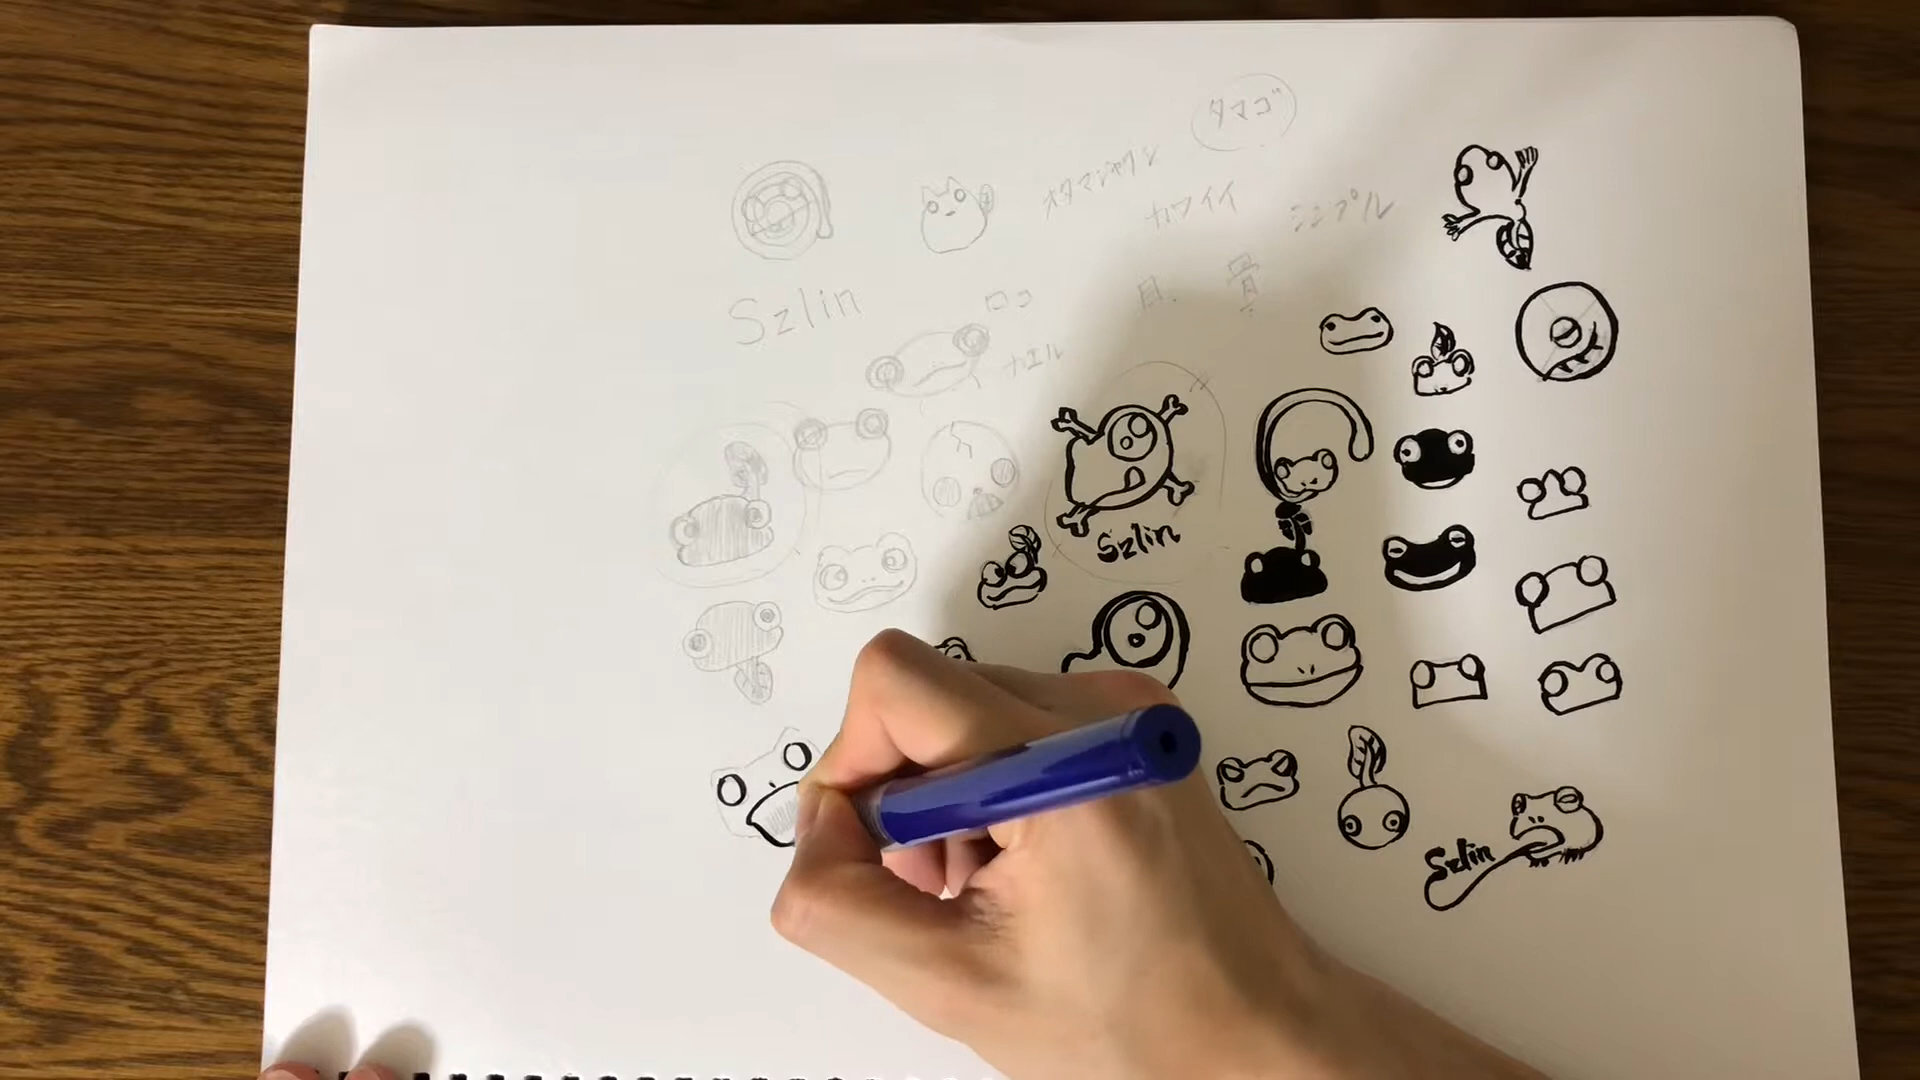 タマゴ
オタマジャクシ
カワイイ
シンプル
Szlin
ロゴ
目.
骨
カエル
Szlin
Szlin